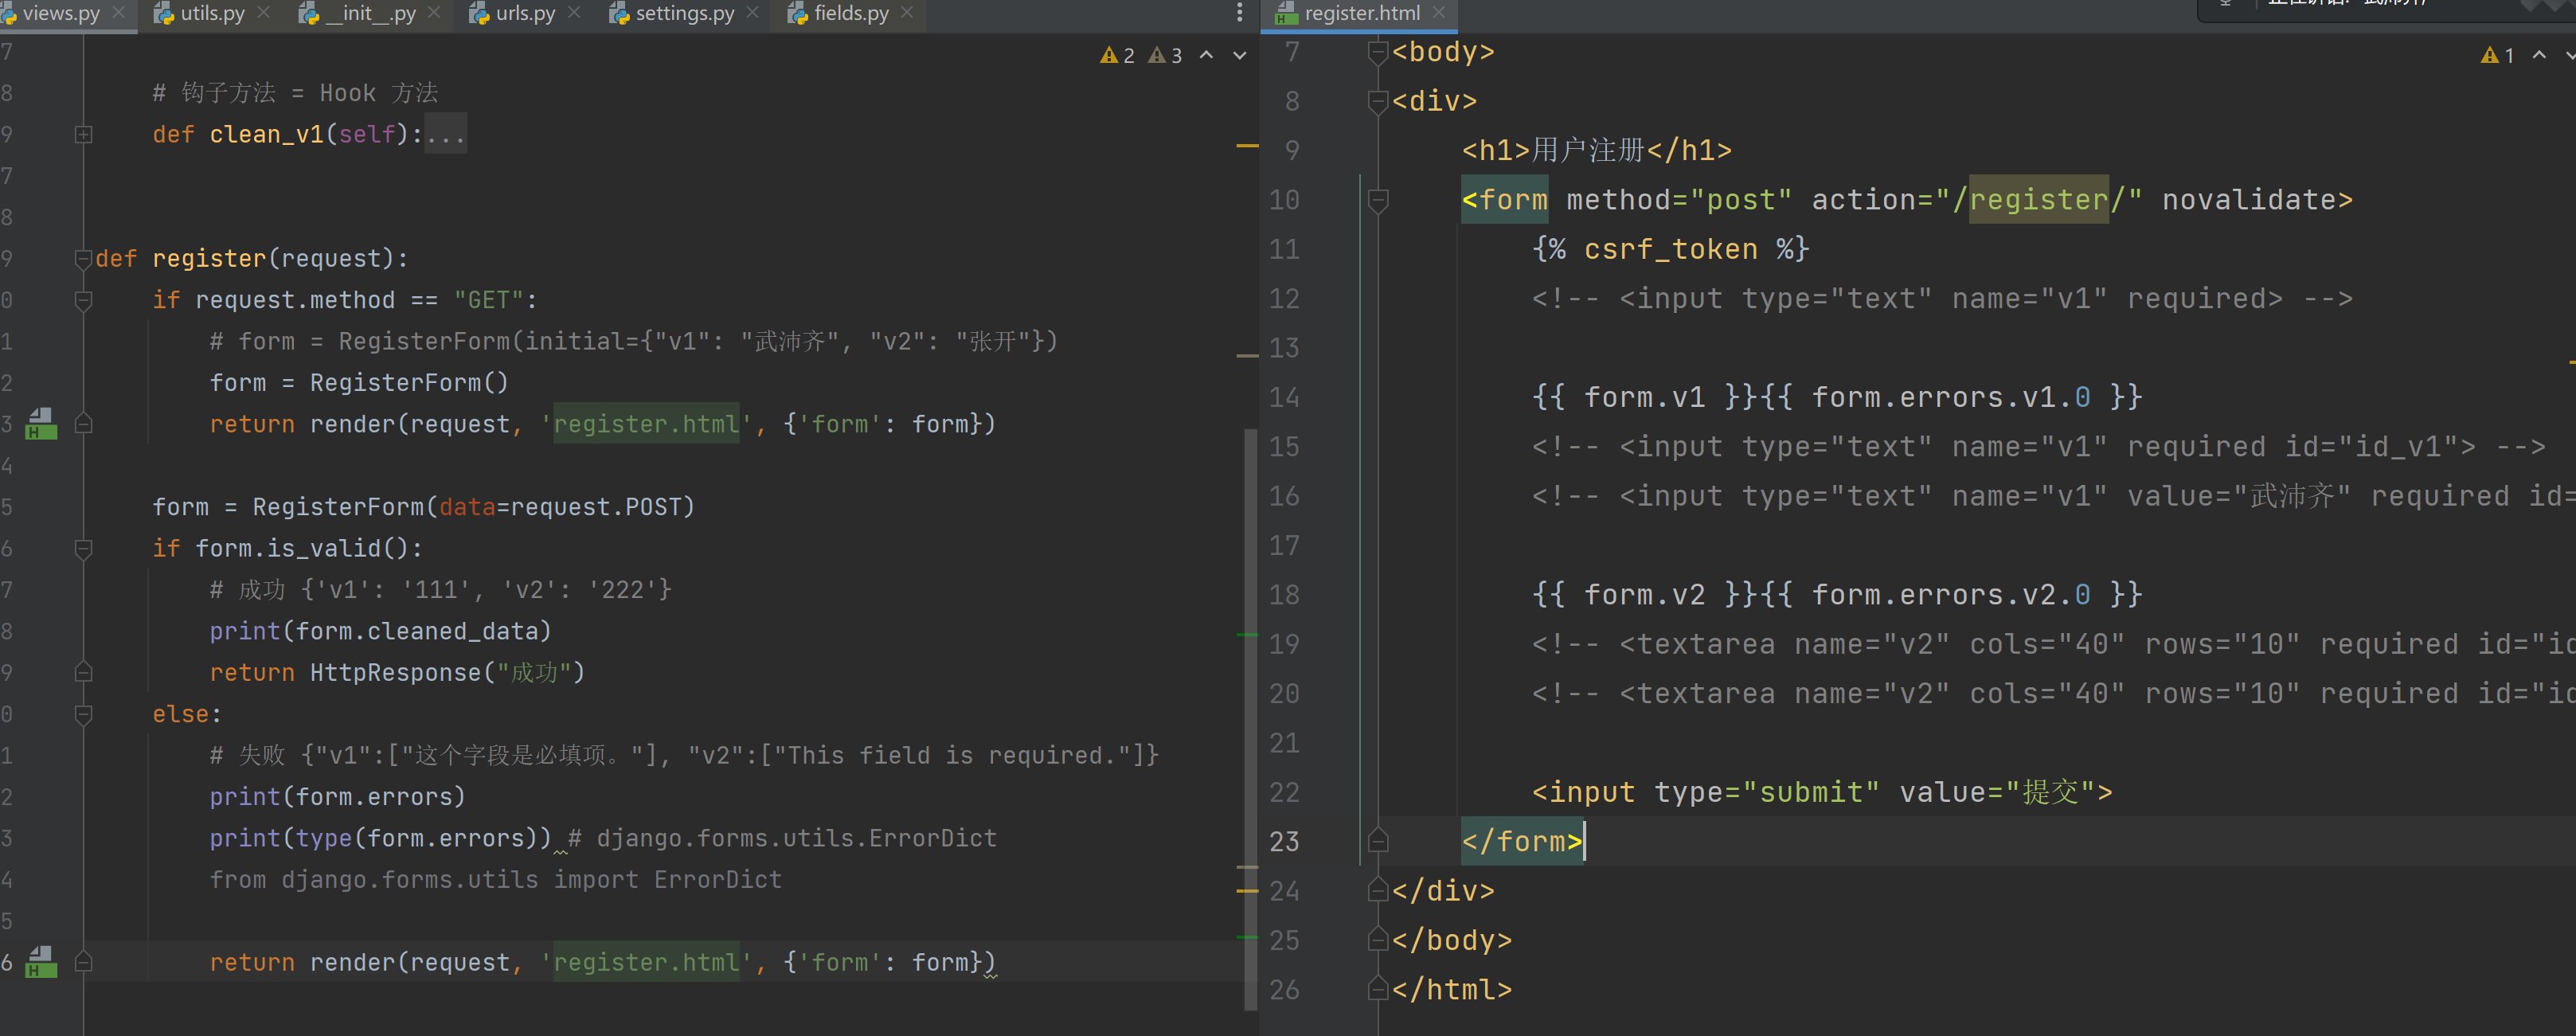 views.py utils.py __init__.py urls.py settings.py fields.py
2 3
7
8 # 钩子方法 = Hook 方法
9 def clean_v1(self):...
7
8
9 def register(request):
0 if request.method == "GET":
1 # form = RegisterForm(initial={"v1": "武沛齐", "v2": "张开"})
2 form = RegisterForm()
3 return render(request, 'register.html', {'form': form})
4
5 form = RegisterForm(data=request.POST)
6 if form.is_valid():
7 # 成功 {'v1': '111', 'v2': '222'}
8 print(form.cleaned_data)
9 return HttpResponse("成功")
0 else:
1 # 失败 {"v1":["这个字段是必填项。"], "v2":["This field is required."]}
2 print(form.errors)
3 print(type(form.errors)) # django.forms.utils.ErrorDict
4 from django.forms.utils import ErrorDict
5
6 return render(request, 'register.html', {'form': form})
register.html
1
7 <body>
8 <div>
9 <h1>用户注册</h1>
10 <form method="post" action="/register/" novalidate>
11 {% csrf_token %}
12 <!-- <input type="text" name="v1" required> -->
13
14 {{ form.v1 }}{{ form.errors.v1.0 }}
15 <!-- <input type="text" name="v1" required id="id_v1"> -->
16 <!-- <input type="text" name="v1" value="武沛齐" required id=
17
18 {{ form.v2 }}{{ form.errors.v2.0 }}
19 <!-- <textarea name="v2" cols="40" rows="10" required id="id
20 <!-- <textarea name="v2" cols="40" rows="10" required id="id
21
22 <input type="submit" value="提交">
23 </form>
24 </div>
25 </body>
26 </html>